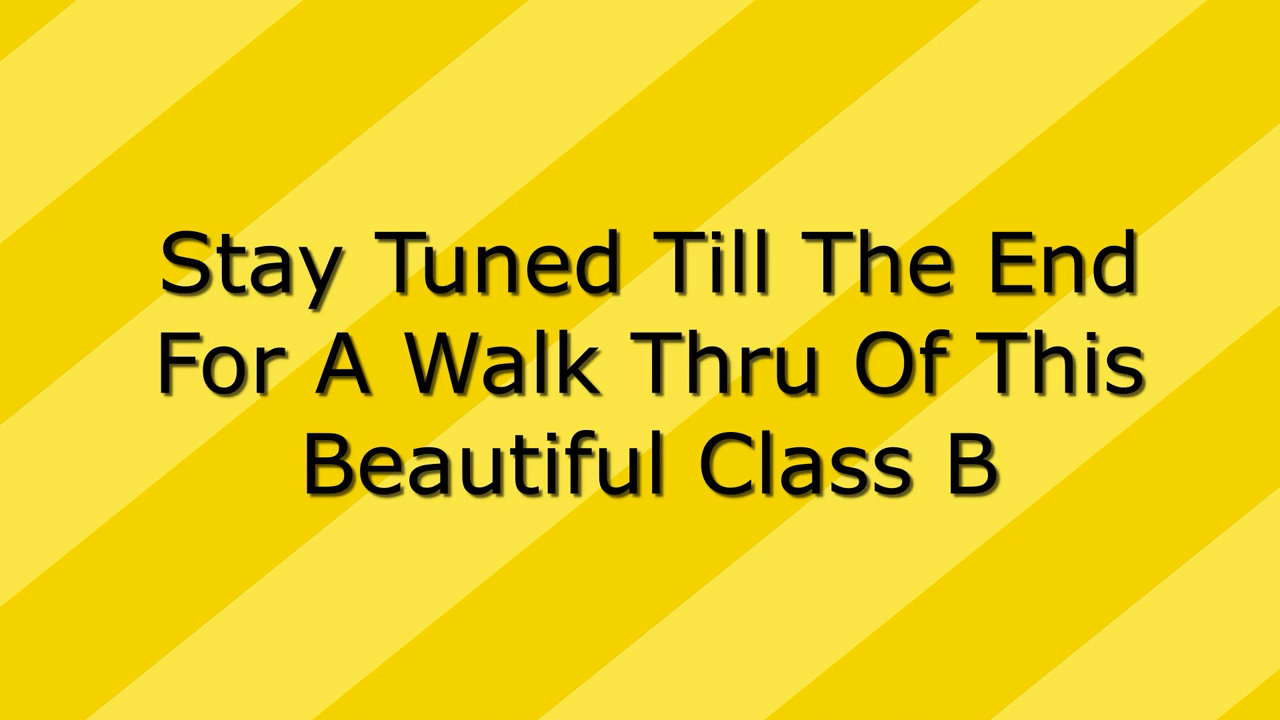 Stay Tuned Till The End
For A Walk Thru Of This
Beautiful Class B